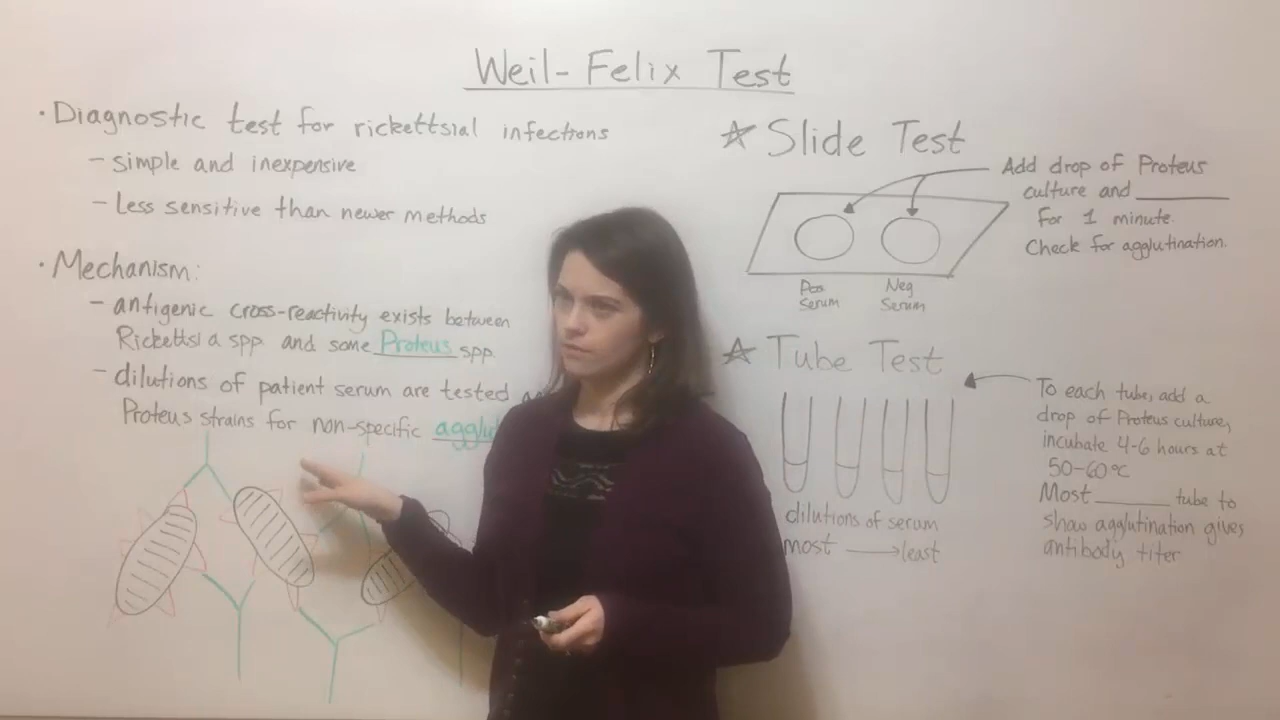 Weil-Felix Test
• Diagnostic test for rickettsial infections
– simple and inexpensive
– Less sensitive than newer methods
• Mechanism:
– antigenic cross-reactivity exists between
Rickettsia spp. and some Proteus spp.
– dilutions of patient serum are tested
Proteus strains for non-specific
☆ Slide Test
Add drop of Proteus
culture and ________
for 1 minute.
Check for agglutination.
Pos Serum
Neg Serum
☆ Tube Test
To each tube, add a
drop of Proteus culture,
incubate 4-6 hours at
50-60°C
Most ______ tube to
show agglutination gives
antibody titer
dilutions of serum
most → least